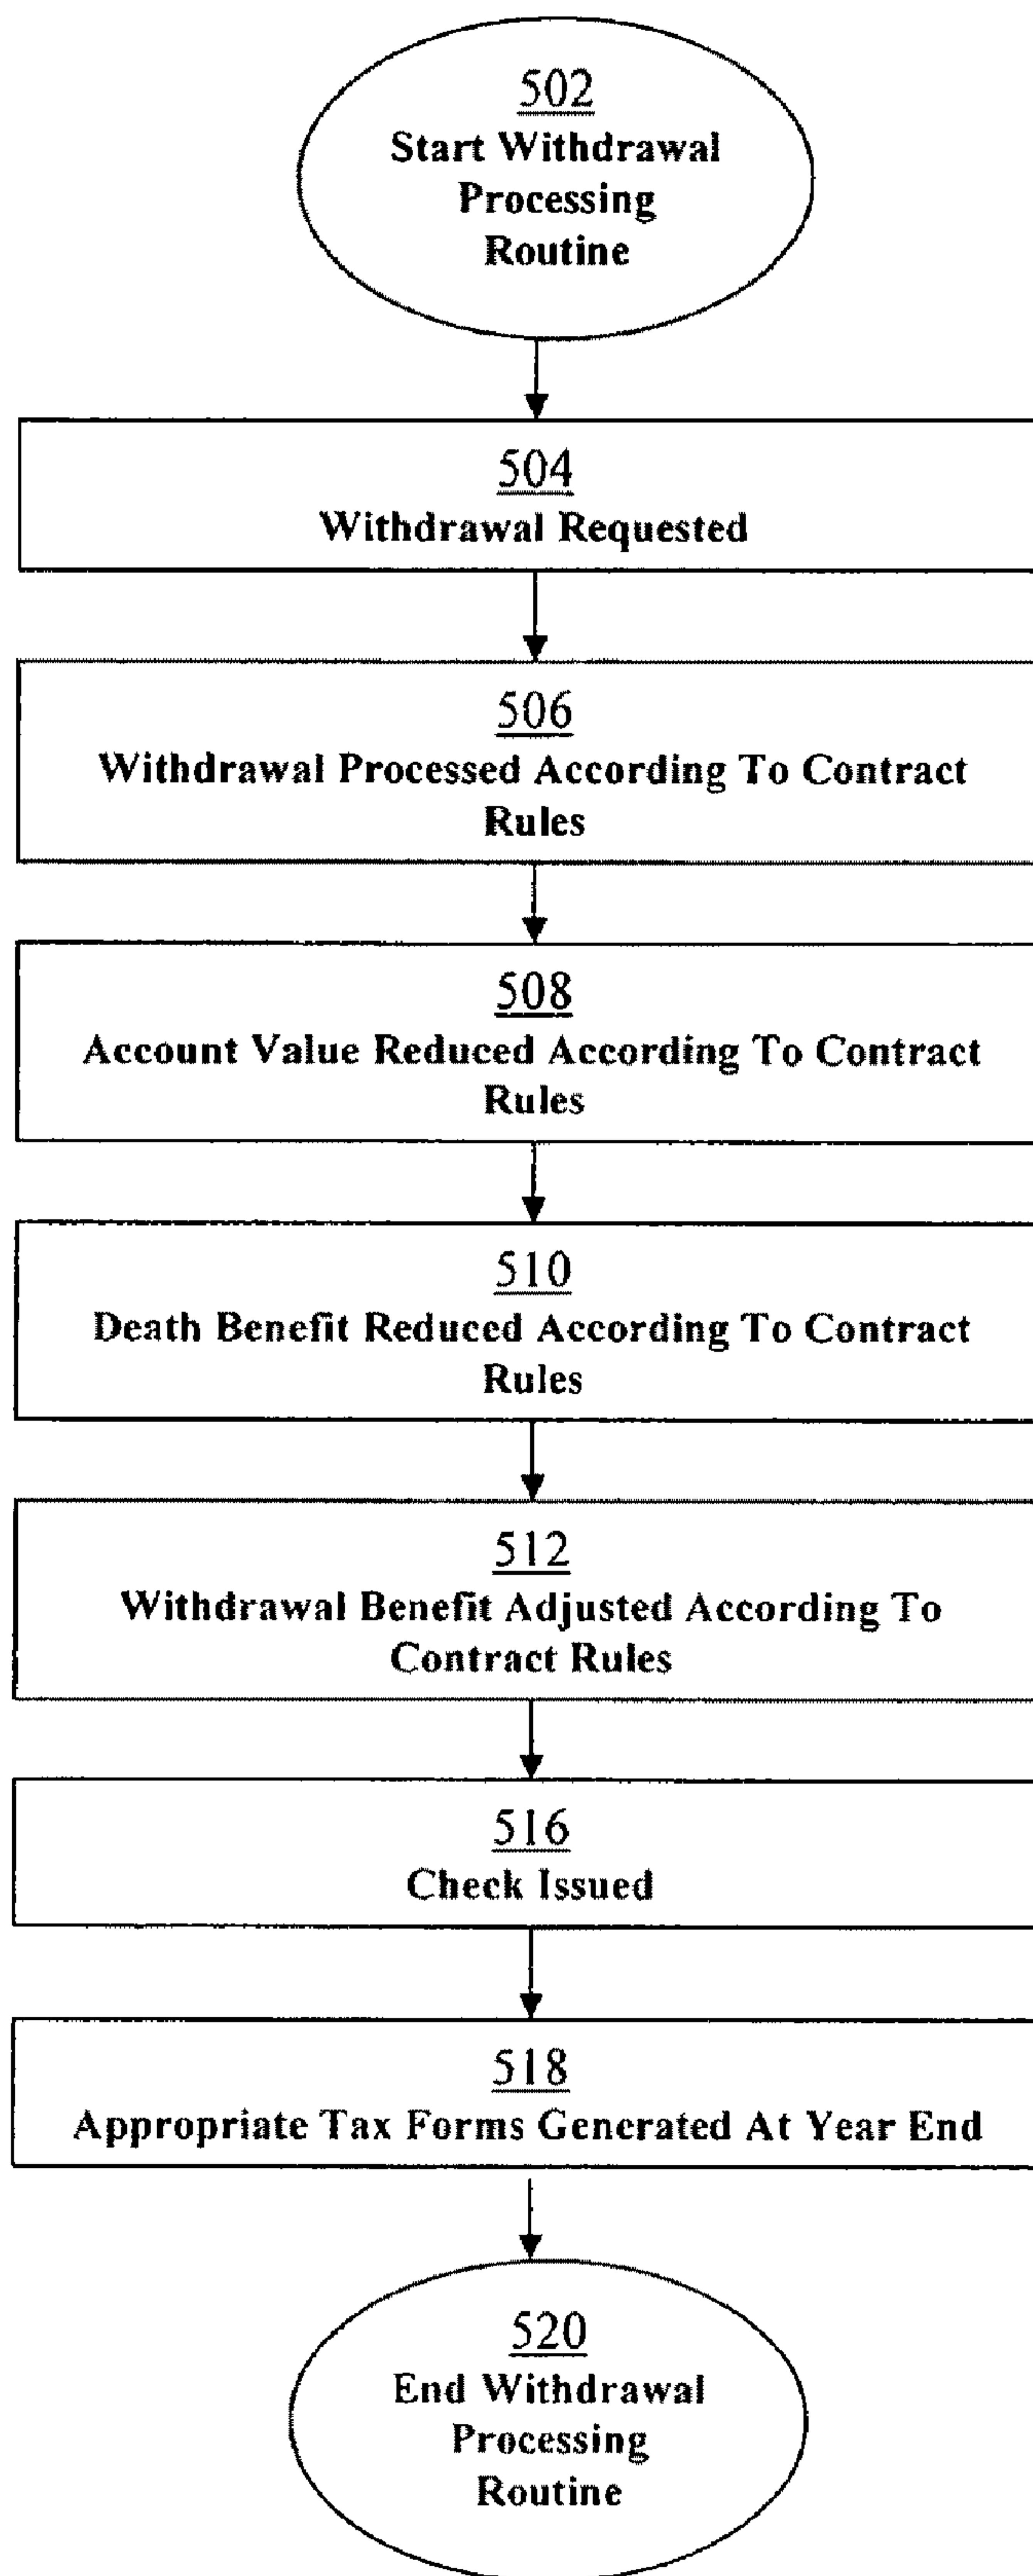 502
Start Withdrawal
Processing
Routine
504
Withdrawal Requested
506
Withdrawal Processed According To Contract
Rules
508
Account Value Reduced According To Contract
Rules
510
Death Benefit Reduced According To Contract
Rules
512
Withdrawal Benefit Adjusted According To
Contract Rules
516
Check Issued
518
Appropriate Tax Forms Generated At Year End
520
End Withdrawal
Processing
Routine